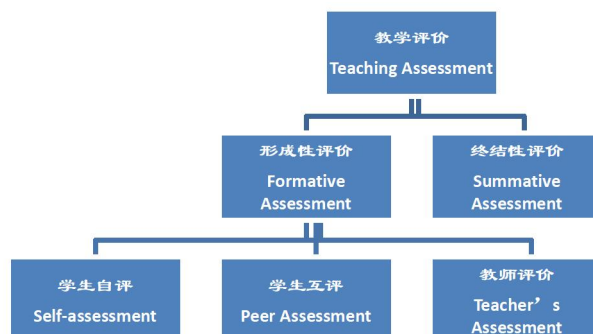 教学评价
Teaching Assessment
形成性评价
Formative
Assessment
终结性评价
Summative
Assessment
学生自评
Self-assessment
学生互评
Peer Assessment
教师评价
Teacher’s
Assessment